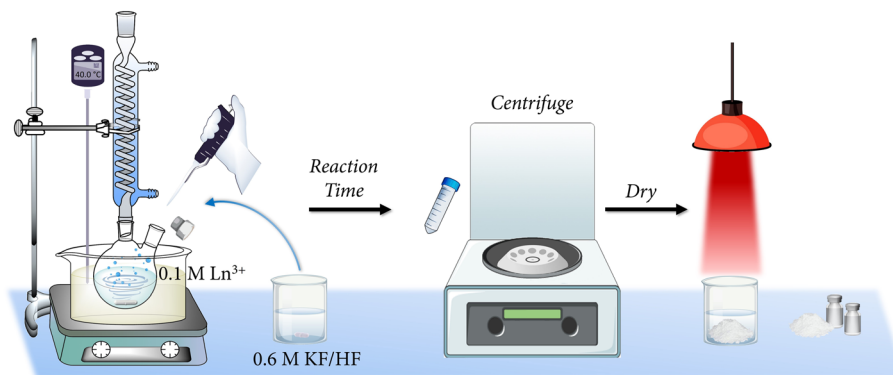 -40.0 °C
0.1 M Ln³⁺
0.6 M KF/HF
Reaction
Time
Centrifuge
Dry